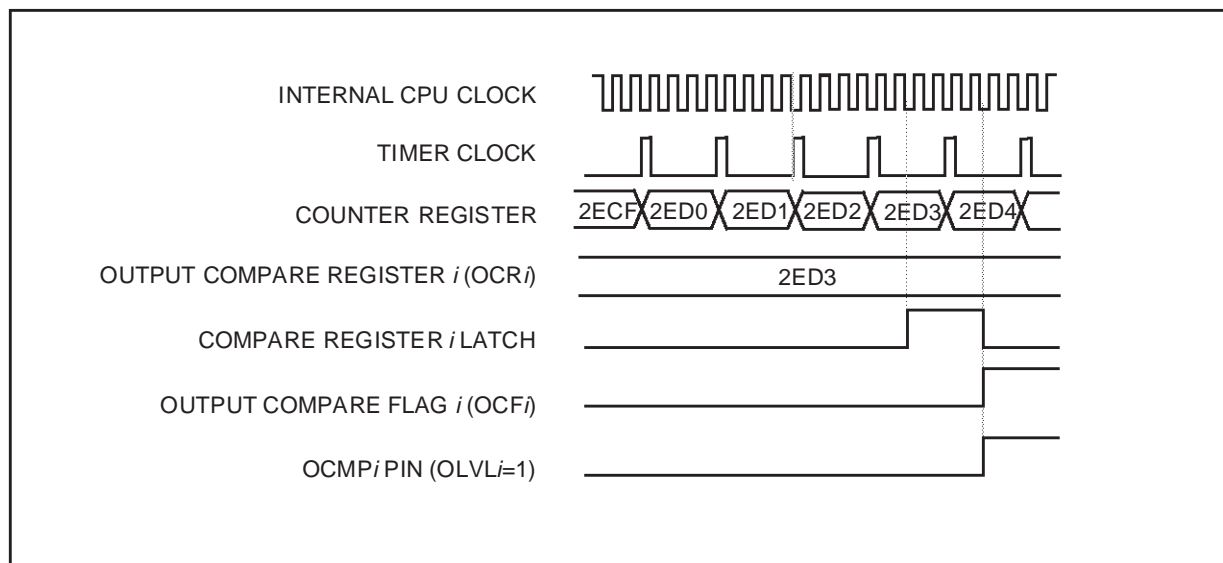 INTERNAL CPU CLOCK
TIMER CLOCK
COUNTER REGISTER 2ECF 2ED0 2ED1 2ED2 2ED3 2ED4
OUTPUT COMPARE REGISTER i (OCRi) 2ED3
COMPARE REGISTER i LATCH
OUTPUT COMPARE FLAG i (OCFi)
OCMPi PIN (OLVLi=1)